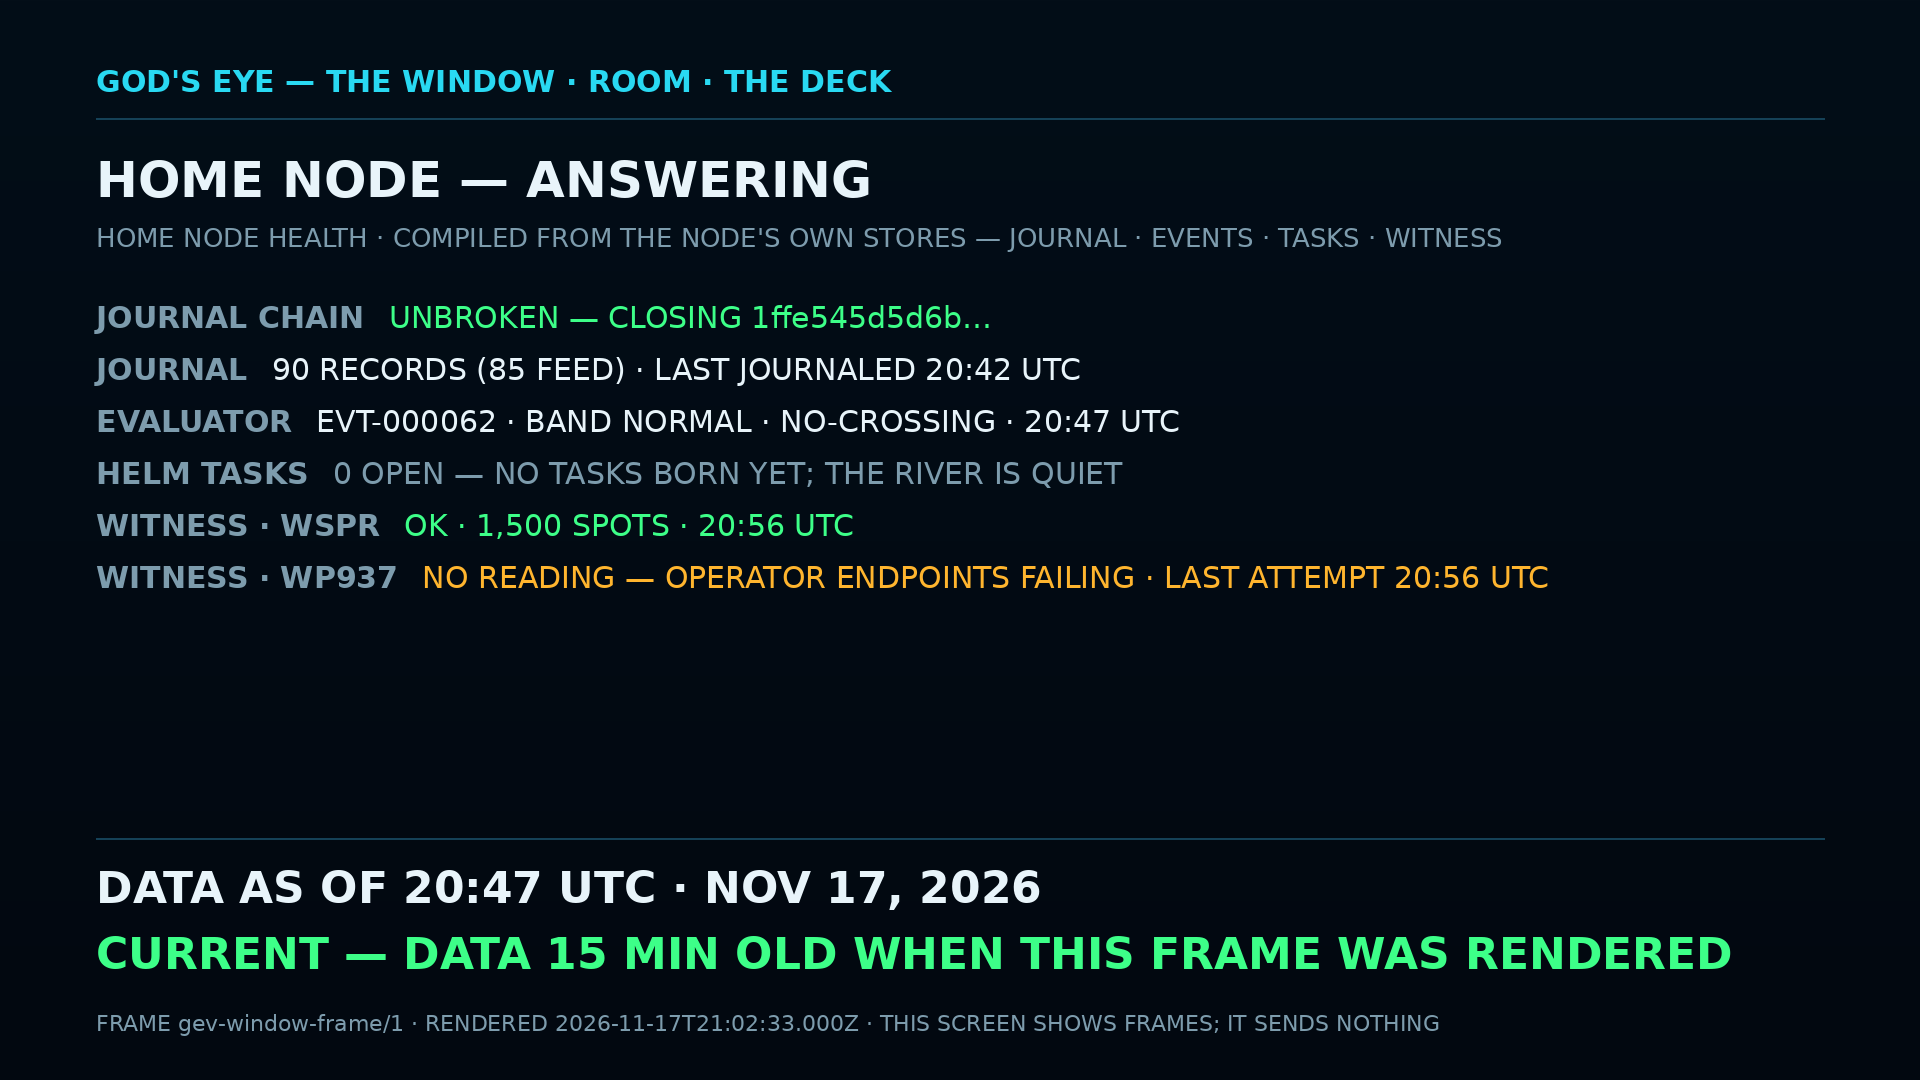 GOD'S EYE — THE WINDOW · ROOM · THE DECK
HOME NODE — ANSWERING
HOME NODE HEALTH · COMPILED FROM THE NODE'S OWN STORES — JOURNAL · EVENTS · TASKS · WITNESS
JOURNAL CHAIN UNBROKEN — CLOSING 1ffe545d5d6b…
JOURNAL 90 RECORDS (85 FEED) · LAST JOURNALED 20:42 UTC
EVALUATOR EVT-000062 · BAND NORMAL · NO-CROSSING · 20:47 UTC
HELM TASKS 0 OPEN — NO TASKS BORN YET; THE RIVER IS QUIET
WITNESS · WSPR OK · 1,500 SPOTS · 20:56 UTC
WITNESS · WP937 NO READING — OPERATOR ENDPOINTS FAILING · LAST ATTEMPT 20:56 UTC
DATA AS OF 20:47 UTC · NOV 17, 2026
CURRENT — DATA 15 MIN OLD WHEN THIS FRAME WAS RENDERED
FRAME gev-window-frame/1 · RENDERED 2026-11-17T21:02:33.000Z · THIS SCREEN SHOWS FRAMES; IT SENDS NOTHING